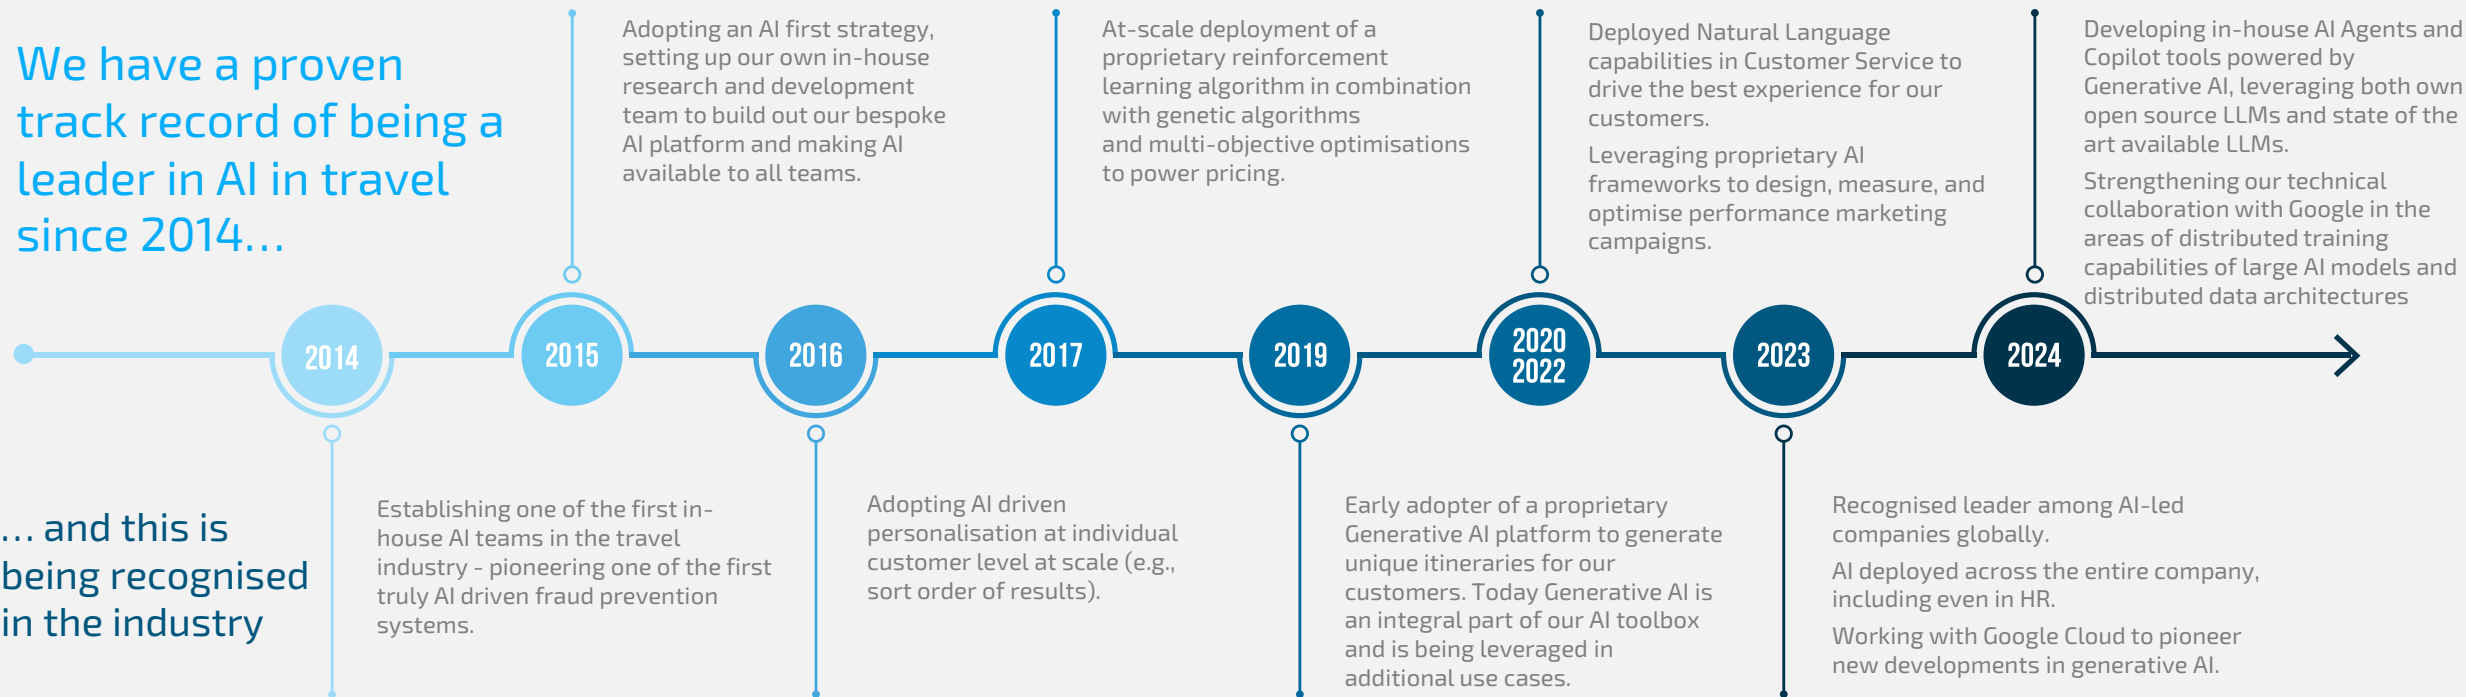 We have a proven
track record of being a
leader in AI in travel
since 2014...
Adopting an AI first strategy,
setting up our own in-house
research and development
team to build out our bespoke
AI platform and making AI
available to all teams.
At-scale deployment of a
proprietary reinforcement
learning algorithm in combination
with genetic algorithms
and multi-objective optimisations
to power pricing.
Deployed Natural Language
capabilities in Customer Service to
drive the best experience for our
customers.
Leveraging proprietary AI
frameworks to design, measure, and
optimise performance marketing
campaigns.
Developing in-house AI Agents and
Copilot tools powered by
Generative AI, leveraging both own
open source LLMs and state of the
art available LLMs.
Strengthening our technical
collaboration with Google in the
areas of distributed training
capabilities of large AI models and
distributed data architectures
2014
2015
2016
2017
2019
2020
2022
2023
2024
... and this is
being recognised
in the industry
Establishing one of the first in-
house AI teams in the travel
industry - pioneering one of the first
truly AI driven fraud prevention
systems.
Adopting AI driven
personalisation at individual
customer level at scale (e.g.,
sort order of results).
Early adopter of a proprietary
Generative AI platform to generate
unique itineraries for our
customers. Today Generative AI is
an integral part of our AI toolbox
and is being leveraged in
additional use cases.
Recognised leader among AI-led
companies globally.
AI deployed across the entire company,
including even in HR.
Working with Google Cloud to pioneer
new developments in generative AI.